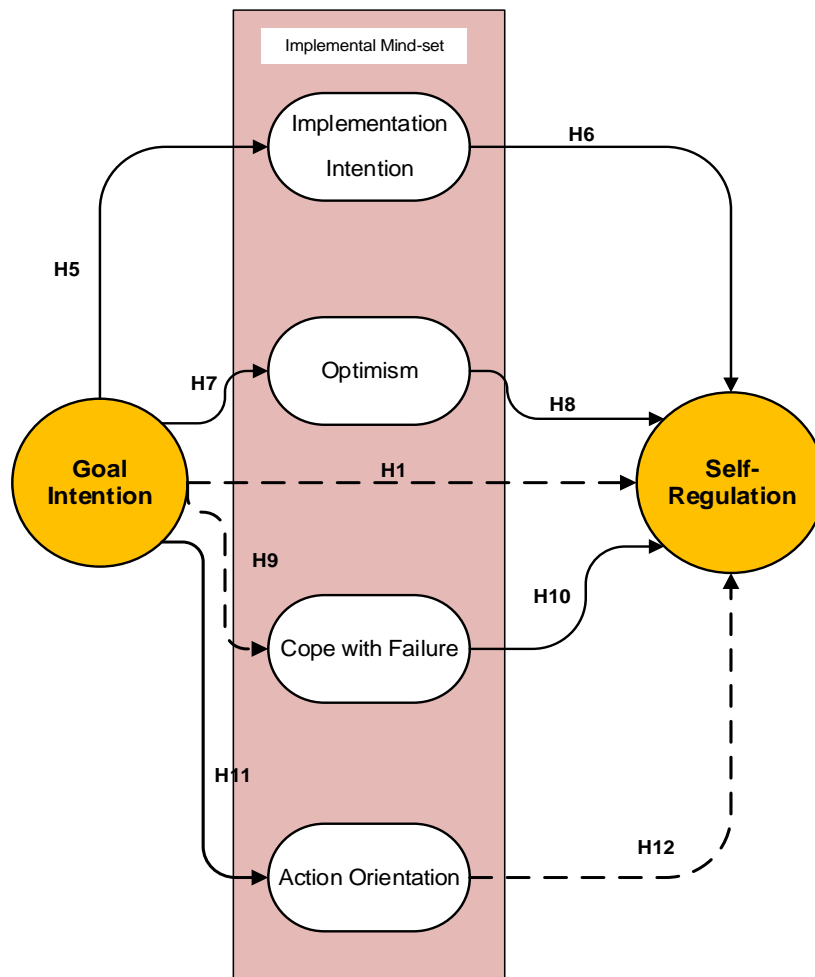 Implemental Mind-set
Implementation
Intention
H6
H5
Optimism
H7
H8
Goal
Intention
H1
Self-
Regulation
H9
H10
Cope with Failure
H11
H12
Action Orientation